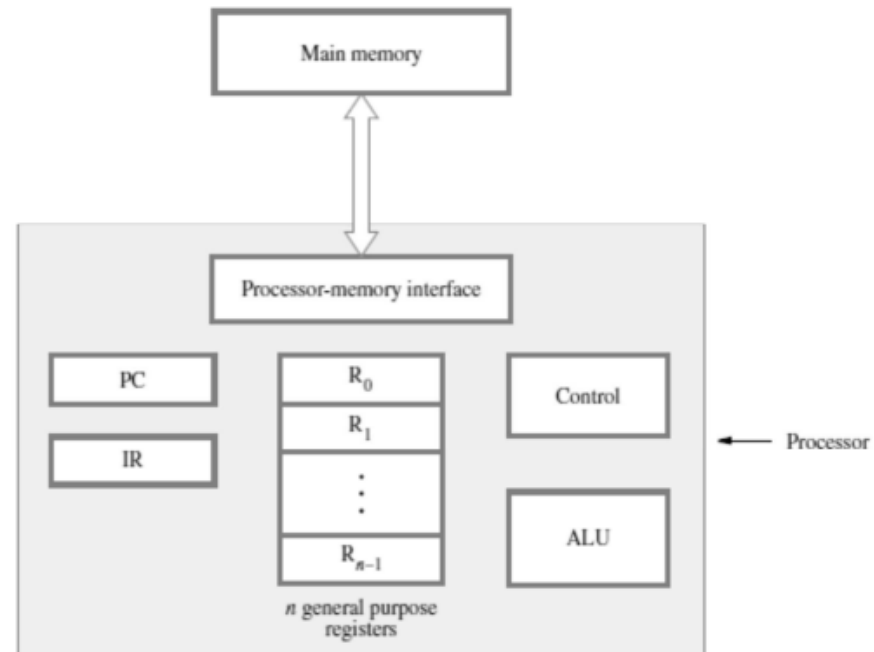 Main memory
Processor-memory interface
PC
IR
R0
R1
⋮
Rn–1
n general purpose
registers
Control
ALU
Processor